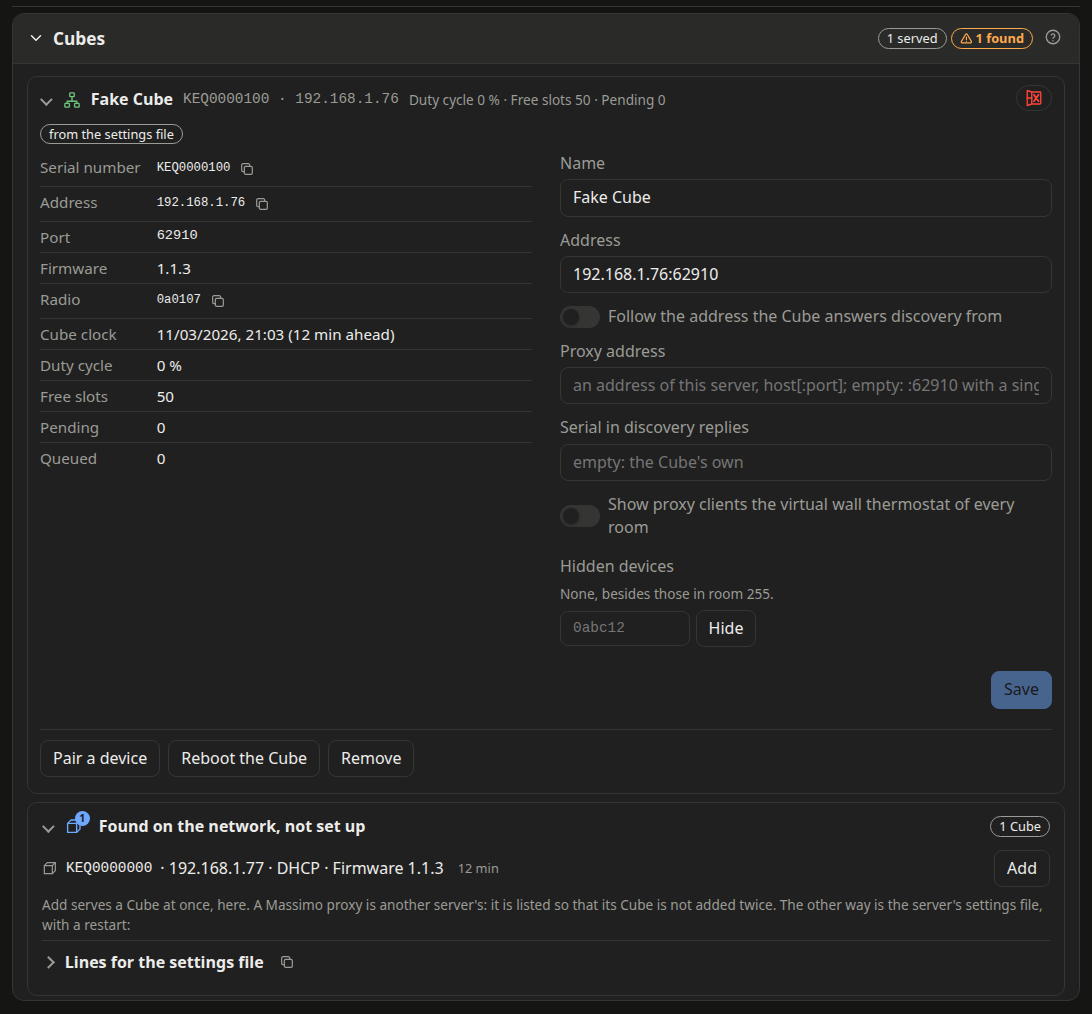 Cubes
1 served
1 found
Fake Cube KEQ0000100 · 192.168.1.76 Duty cycle 0 % · Free slots 50 · Pending 0
from the settings file
Serial number KEQ0000100
Address 192.168.1.76
Port 62910
Firmware 1.1.3
Radio 0a0107
Cube clock 11/03/2026, 21:03 (12 min ahead)
Duty cycle 0 %
Free slots 50
Pending 0
Queued 0
Name
Fake Cube
Address
192.168.1.76:62910
Follow the address the Cube answers discovery from
Proxy address
an address of this server, host[:port]; empty: :62910 with a sing
Serial in discovery replies
empty: the Cube's own
Show proxy clients the virtual wall thermostat of every
room
Hidden devices
None, besides those in room 255.
0abc12 Hide
Save
Pair a device Reboot the Cube Remove
1
Found on the network, not set up 1 Cube
KEQ0000000 · 192.168.1.77 · DHCP · Firmware 1.1.3 12 min Add
Add serves a Cube at once, here. A Massimo proxy is another server's: it is listed so that its Cube is not added twice. The other way is the server's settings file,
with a restart:
Lines for the settings file